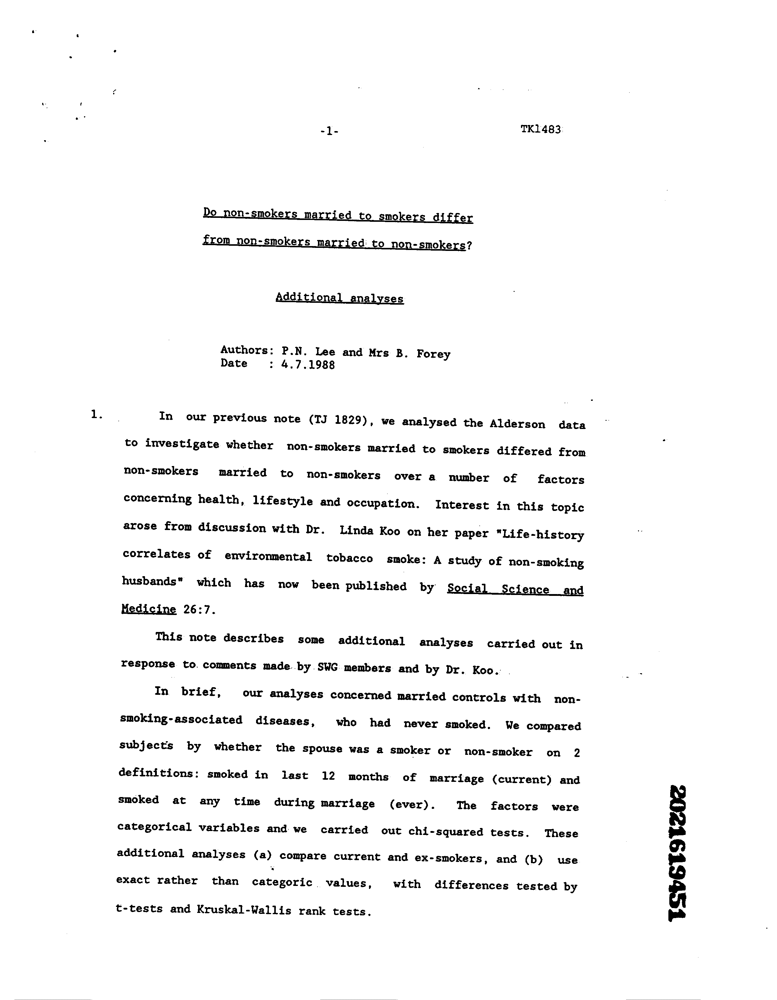 -1-
TK1483
Do non-smokers married to smokers differ
from non-smokers married to non-smokers?
Additional analyses
Authors: P.N. Lee and Mrs B. Forey
Date : 4.7.1988
1. In our previous note (TJ 1829), we analysed the Alderson data
to investigate whether non-smokers married to smokers differed from
non-smokers married to non-smokers over a number of factors
concerning health, lifestyle and occupation. Interest in this topic
arose from discussion with Dr. Linda Koo on her paper "Life-history
correlates of environmental tobacco smoke: A study of non-smoking
husbands" which has now been published by Social Science and
Medicine 26:7.
This note describes some additional analyses carried out in
response to comments made by SWG members and by Dr. Koo.
In brief, our analyses concerned married controls with non-
smoking-associated diseases, who had never smoked. We compared
subjects by whether the spouse was a smoker or non-smoker on 2
definitions: smoked in last 12 months of marriage (current) and
smoked at any time during marriage (ever). The factors were
categorical variables and we carried out chi-squared tests. These
additional analyses (a) compare current and ex-smokers, and (b) use
exact rather than categoric values, with differences tested by
t-tests and Kruskal-Wallis rank tests.
2021619451